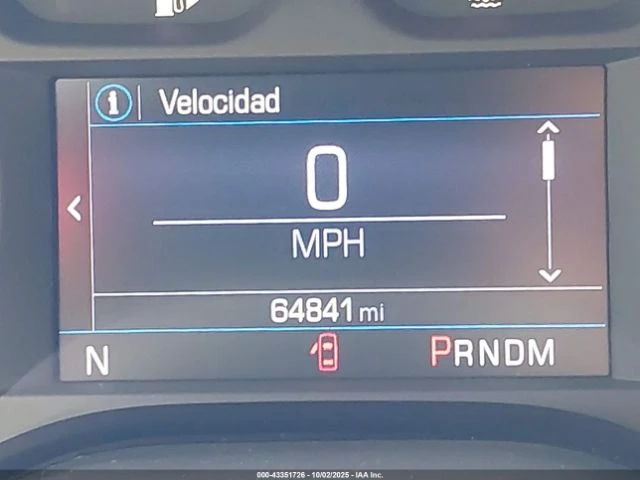 Velocidad
0
MPH
64841 mi
N PRNDM
000-43351726 - 10/02/2025 - IAA Inc.